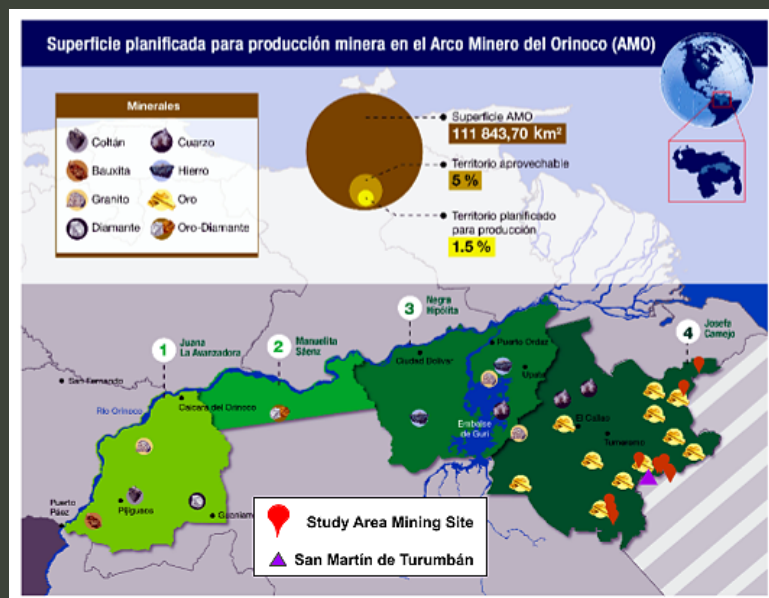 Superficie planificada para producción minera en el Arco Minero del Orinoco (AMO)
Minerales
Coltán
Cuarzo
Bauxita
Hierro
Granito
Oro
Diamante
Oro-Diamante
Superficie AMO
111 843,70 km²
Territorio aprovechable
5 %
Territorio planificado
para producción
1.5 %
1
Juana
La Avanzadora
2
Manuelita
Sáenz
3
Negra
Hipólita
4
Josefa
Camejo
San Fernando
Río Orinoco
Caicara del Orinoco
Ciudad Bolívar
Puerto Ordaz
Upata
Embalse
de Guri
El Callao
Tumeremo
Puerto
Páez
Pijiguaos
Guaniamo
Study Area Mining Site
San Martín de Turumbán